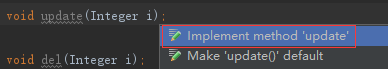 void update(Integer i);
Implement method 'update'
Make 'update()' default
void del(Integer i);